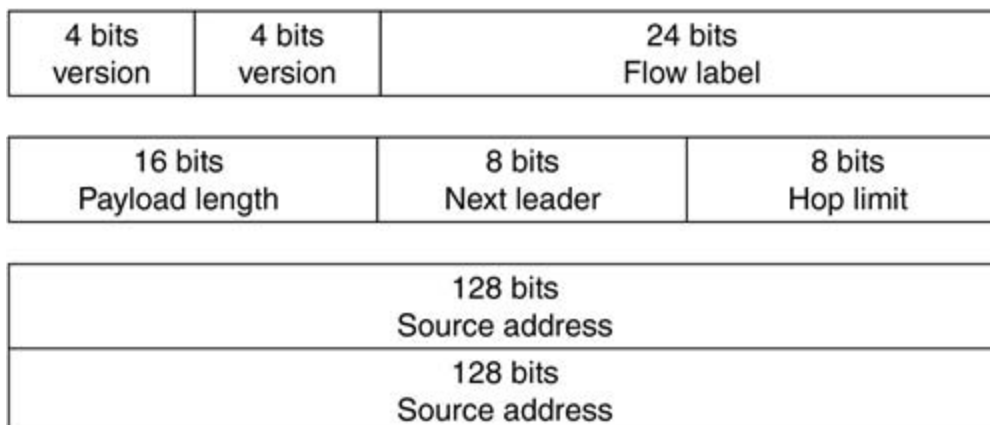 4 bits
version
4 bits
version
24 bits
Flow label
16 bits
Payload length
8 bits
Next leader
8 bits
Hop limit
128 bits
Source address
128 bits
Source address